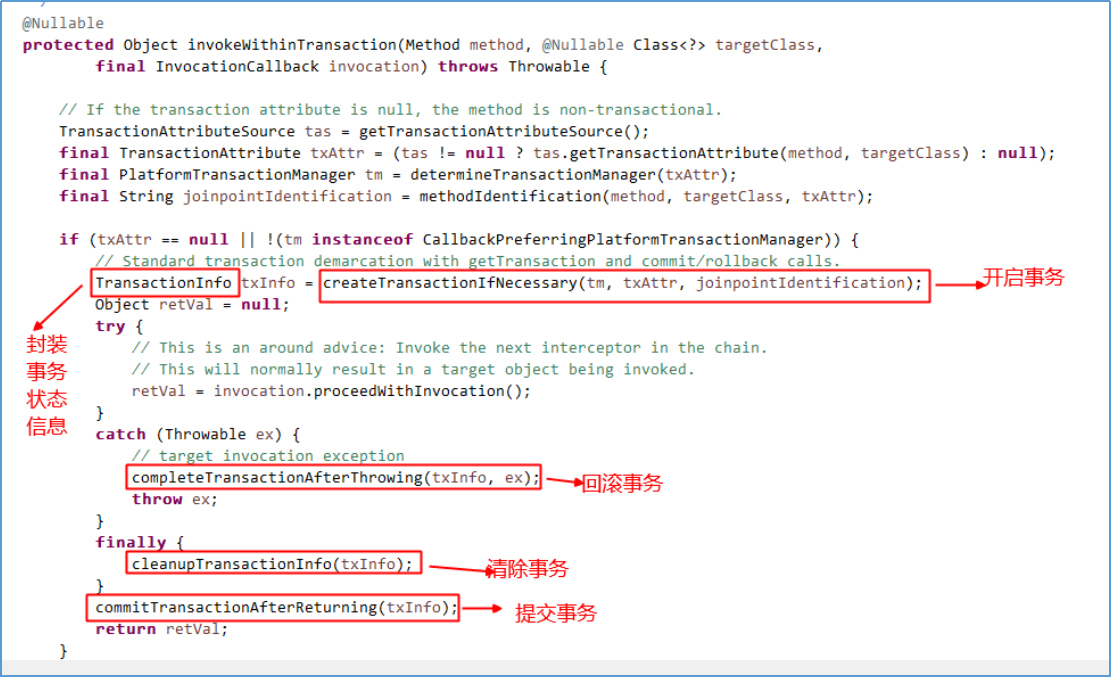 @Nullable
protected Object invokeWithinTransaction(Method method, @Nullable Class<?> targetClass,
final InvocationCallback invocation) throws Throwable {
// If the transaction attribute is null, the method is non-transactional.
TransactionAttributeSource tas = getTransactionAttributeSource();
final TransactionAttribute txAttr = (tas != null ? tas.getTransactionAttribute(method, targetClass) : null);
final PlatformTransactionManager tm = determineTransactionManager(txAttr);
final String joinpointIdentification = methodIdentification(method, targetClass, txAttr);
if (txAttr == null || !(tm instanceof CallbackPreferringPlatformTransactionManager)) {
// Standard transaction demarcation with getTransaction and commit/rollback calls.
TransactionInfo txInfo = createTransactionIfNecessary(tm, txAttr, joinpointIdentification);
开启事务
Object retVal = null;
try {
封装
事务
状态
信息
// This is an around advice: Invoke the next interceptor in the chain.
// This will normally result in a target object being invoked.
retVal = invocation.proceedWithInvocation();
}
catch (Throwable ex) {
// target invocation exception
completeTransactionAfterThrowing(txInfo, ex);
回滚事务
throw ex;
}
finally {
cleanupTransactionInfo(txInfo);
清除事务
}
commitTransactionAfterReturning(txInfo);
提交事务
return retVal;
}